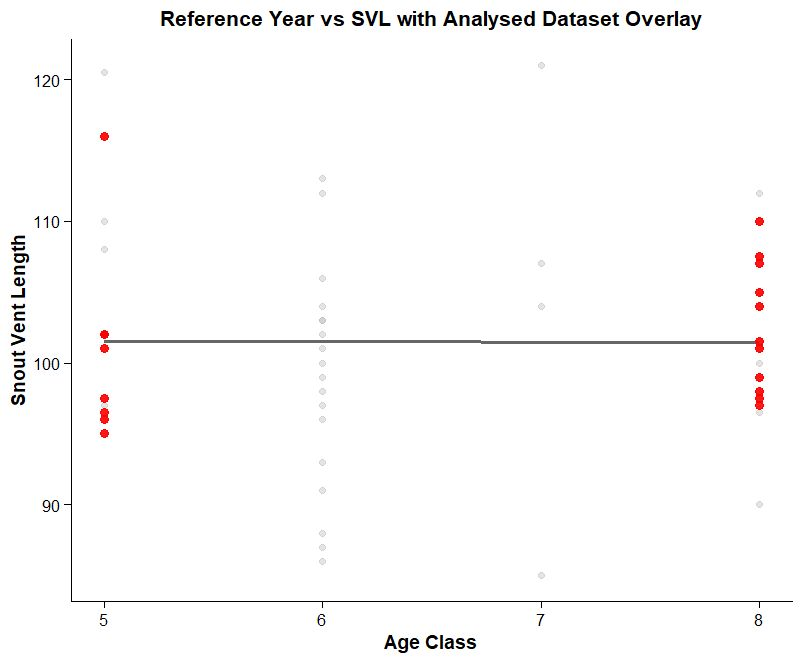 Reference Year vs SVL with Analysed Dataset Overlay
120
110
100
90
Snout Vent Length
5 6 7 8
Age Class